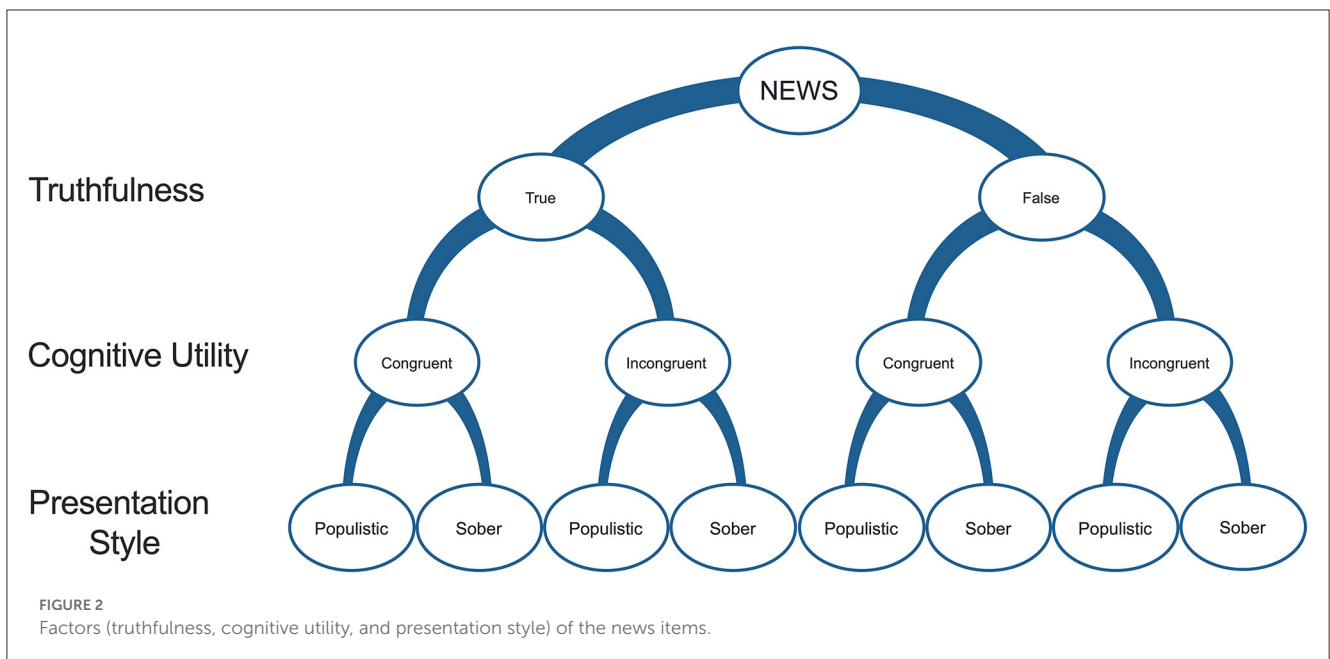 NEWS
Truthfulness
True
False
Cognitive Utility
Congruent
Incongruent
Congruent
Incongruent
Presentation
Style
Populistic
Sober
Populistic
Sober
Populistic
Sober
Populistic
Sober
FIGURE 2
Factors (truthfulness, cognitive utility, and presentation style) of the news items.